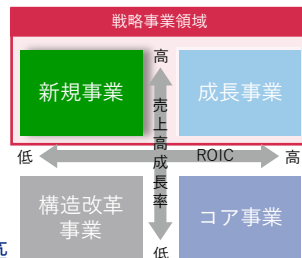 戦略事業領域
高
新規事業
成長事業
売上高成長率
低
ROIC
高
構造改革
事業
コア事業
低